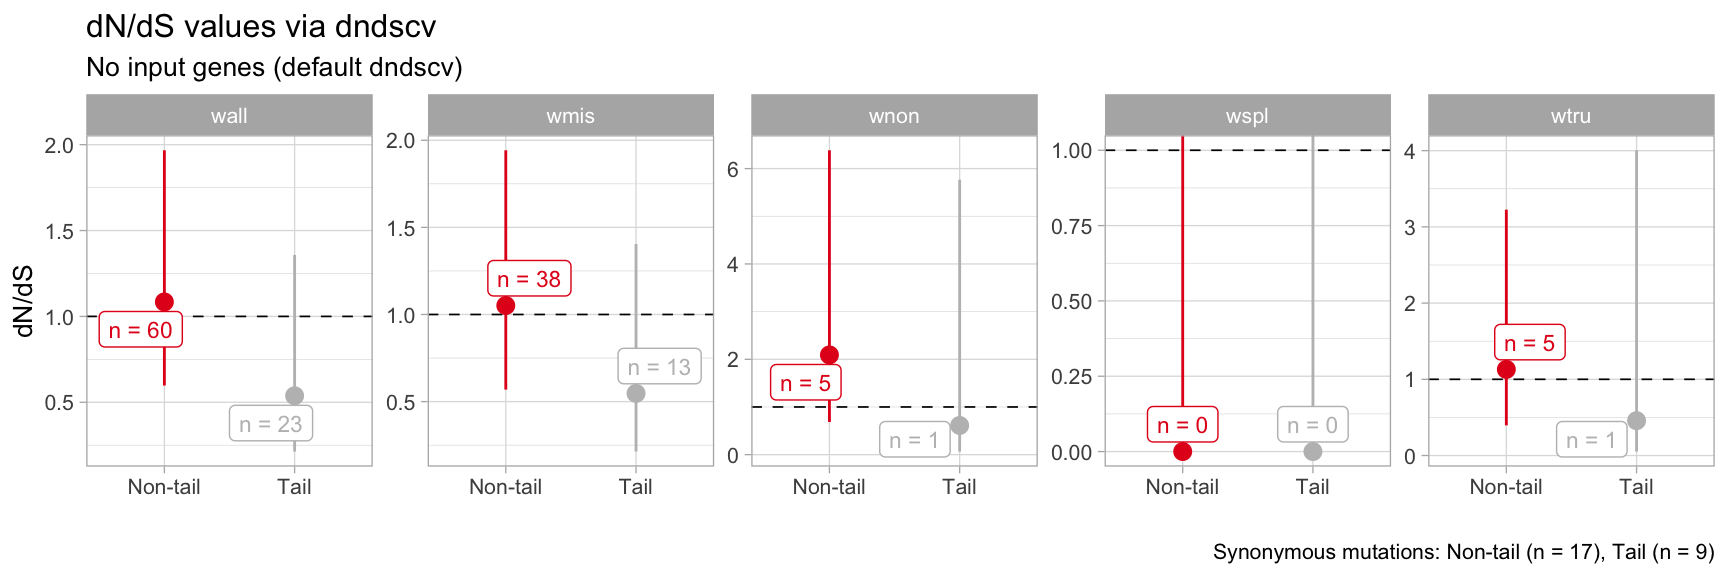 dN/dS values via dndscv
No input genes (default dndscv)
wall
wmis
wnon
wspl
wtru
dN/dS
2.0
1.5
1.0
0.5
n = 60
n = 23
Non-tail
Tail
2.0
1.5
1.0
0.5
n = 38
n = 13
Non-tail
Tail
6
4
2
0
n = 5
n = 1
Non-tail
Tail
1.00
0.75
0.50
0.25
0.00
n = 0
n = 0
Non-tail
Tail
4
3
2
1
0
n = 5
n = 1
Non-tail
Tail
Synonymous mutations: Non-tail (n = 17), Tail (n = 9)